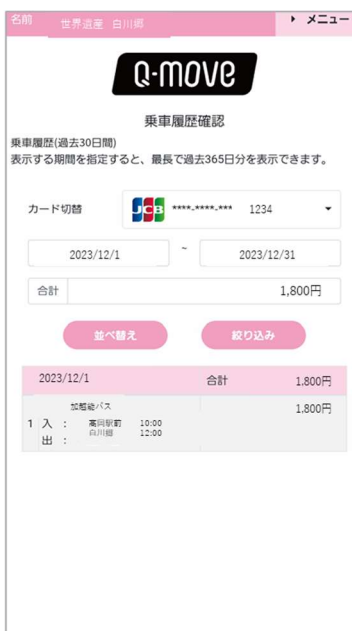 名前 世界遺産 白川郷 メニュー
Q-move
乗車履歴確認
乗車履歴(過去30日間)
表示する期間を指定すると、最長で過去365日分を表示できます。
カード切替 JCB ****-****-*** 1234
2023/12/1 ~ 2023/12/31
合計 1,800円
並べ替え 絞り込み
2023/12/1 合計 1,800円
加越能バス 1,800円
1 入 : 高岡駅前 10:00
出 : 白川郷 12:00